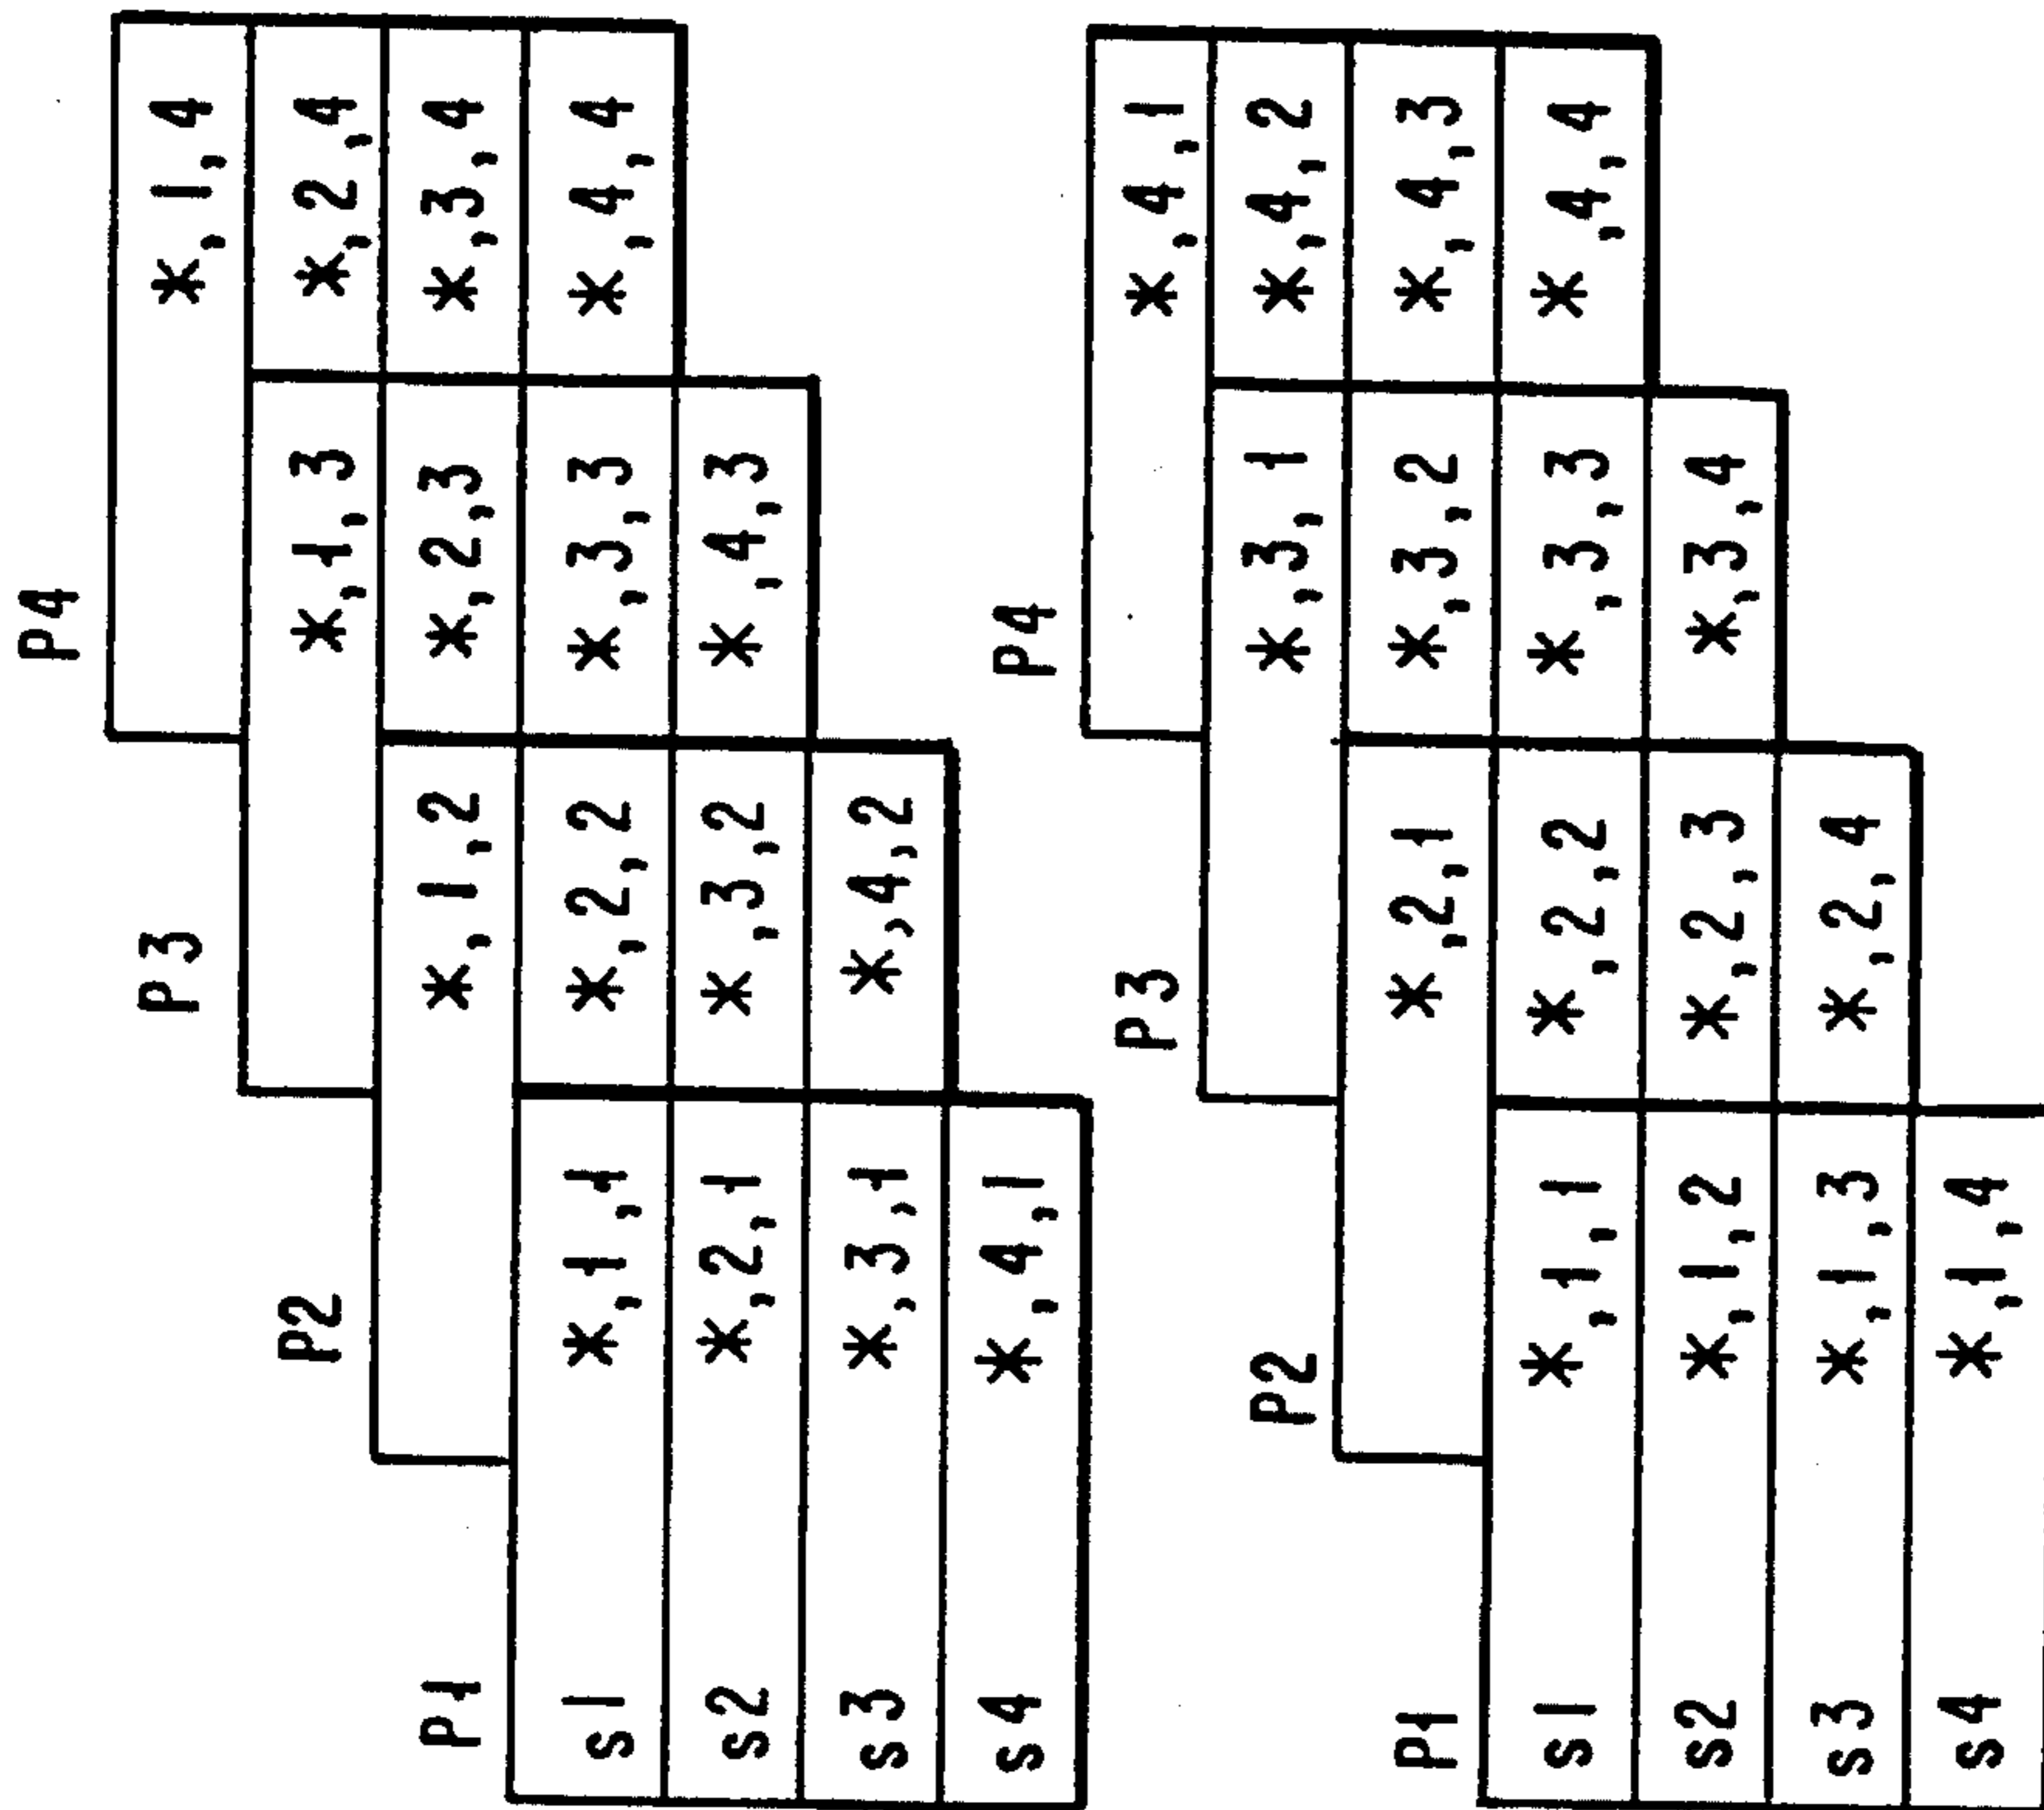 P4
P3 *,1,4
P2 *,1,3 *,2,4
P1 *,1,2 *,2,3 *,3,4
s1 *,1,1 *,2,2 *,3,3 *,4,4
s2 *,2,1 *,3,2 *,4,3
s3 *,3,1 *,4,2
s4 *,4,1
P4
P3 *,4,1
P2 *,3,1 *,4,2
P1 *,2,1 *,3,2 *,4,3
s1 *,1,1 *,2,2 *,3,3 *,4,4
s2 *,1,2 *,2,3 *,3,4
s3 *,1,3 *,2,4
s4 *,1,4